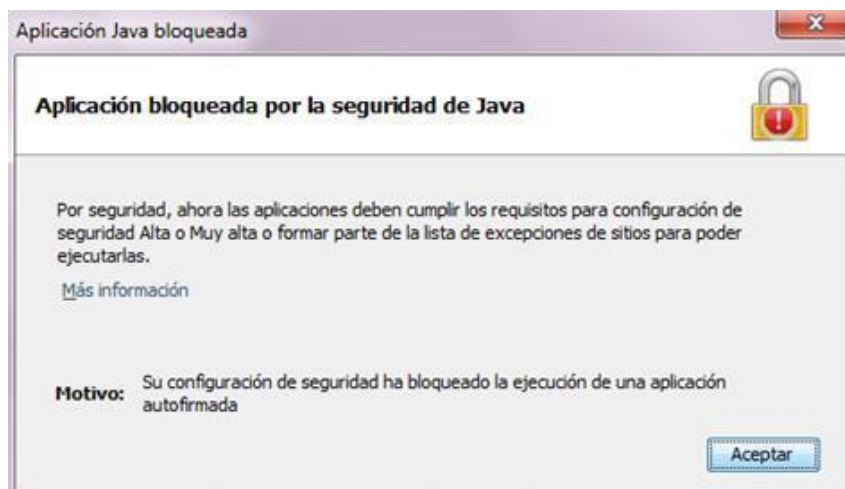 Aplicación Java bloqueada
Aplicación bloqueada por la seguridad de Java
Por seguridad, ahora las aplicaciones deben cumplir los requisitos para configuración de
seguridad Alta o Muy alta o formar parte de la lista de excepciones de sitios para poder
ejecutarlas.
Más información
Motivo: Su configuración de seguridad ha bloqueado la ejecución de una aplicación
autofirmada
Aceptar